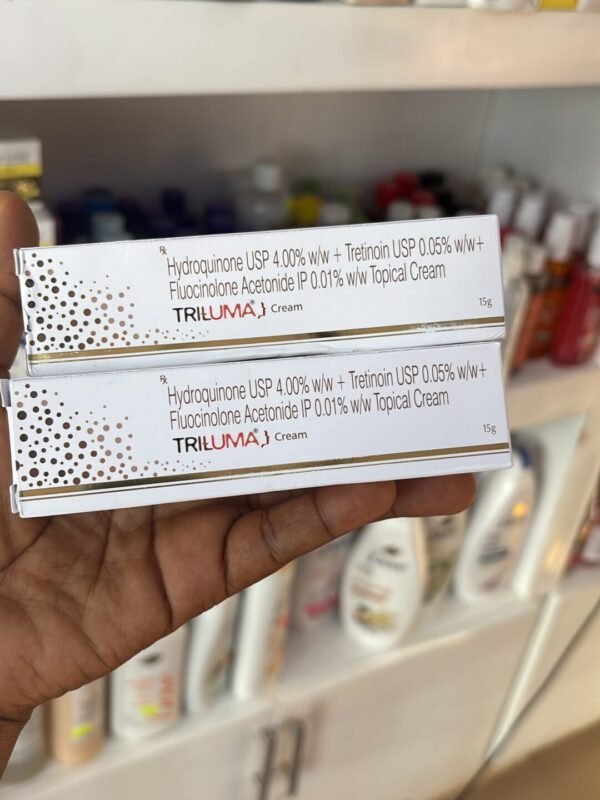 Rx
Hydroquinone USP 4.00% w/w + Tretinoin USP 0.05% w/w+
Fluocinolone Acetonide IP 0.01% w/w Topical Cream
TRILUMA® Cream
15g
Rx
Hydroquinone USP 4.00% w/w + Tretinoin USP 0.05% w/w+
Fluocinolone Acetonide IP 0.01% w/w Topical Cream
TRILUMA® Cream
15g